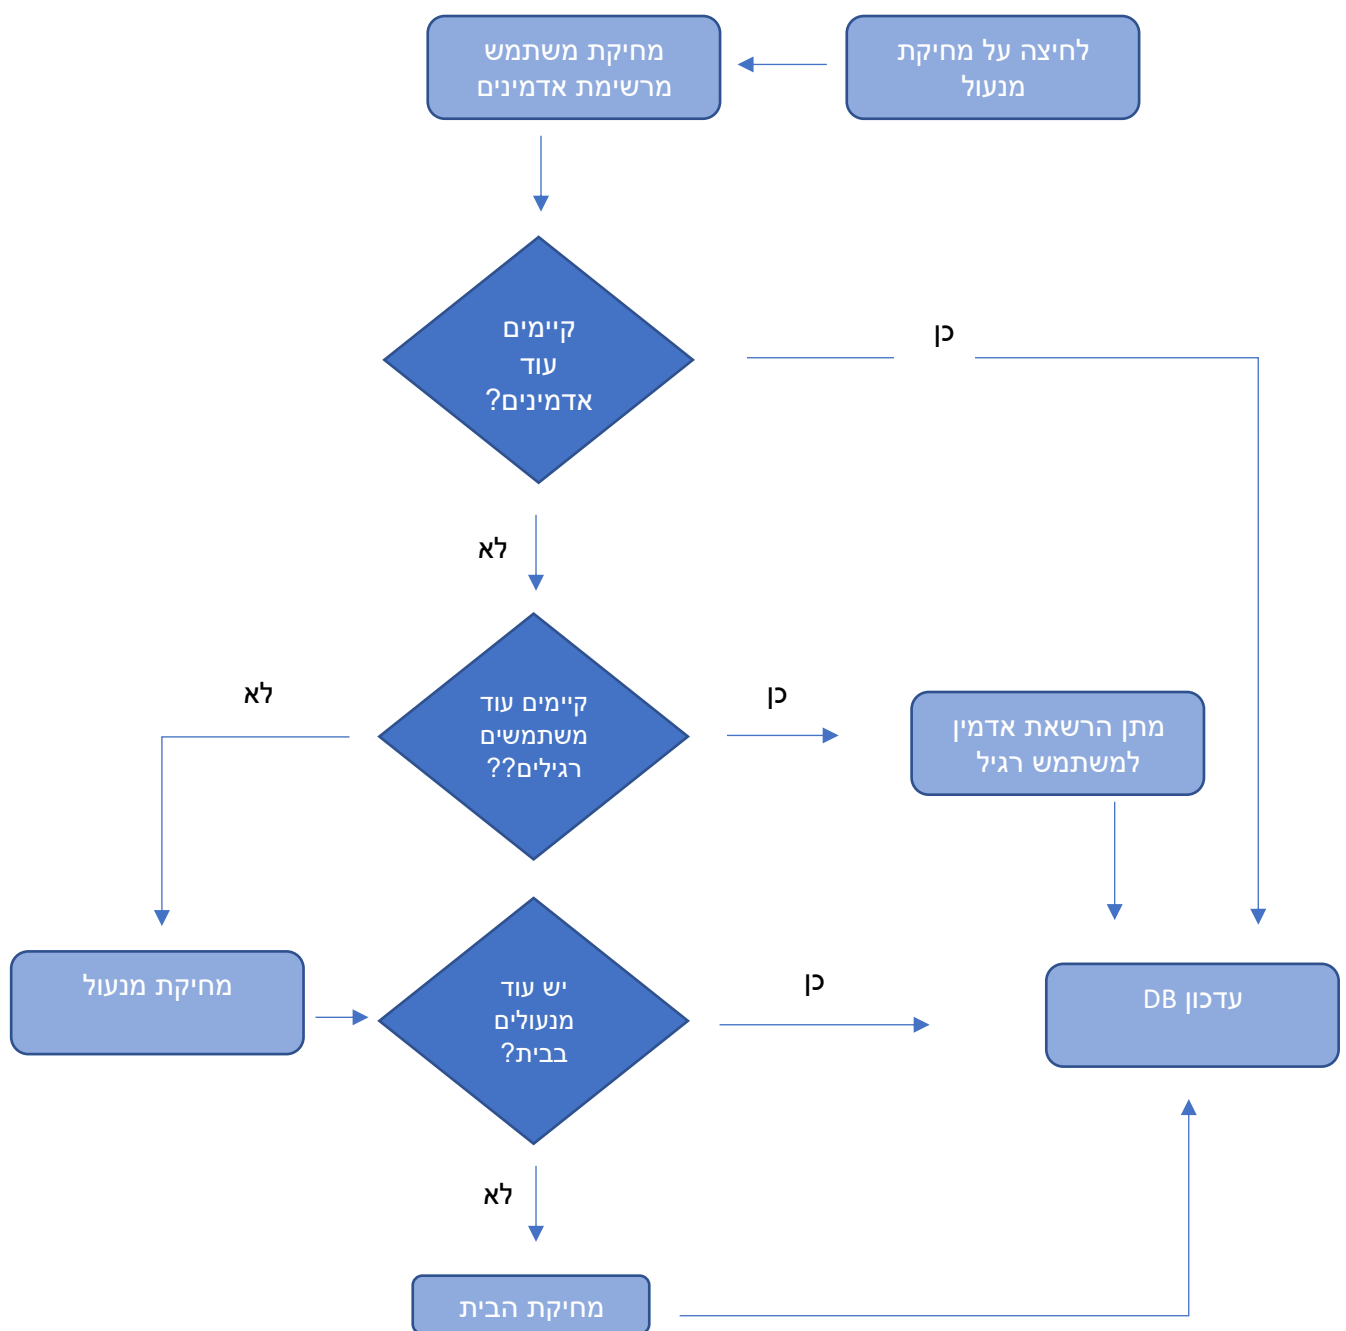 לחיצה על מחיקת
מנעול
מחיקת משתמש
מרשימת אדמינים
קיימים
עוד
אדמינים?
כן
לא
קיימים עוד
משתמשים
רגילים??
כן
מתן הרשאת אדמין
למשתמש רגיל
לא
מחיקת מנעול
יש עוד
מנעולים
בבית?
כן
עדכון DB
לא
מחיקת הבית